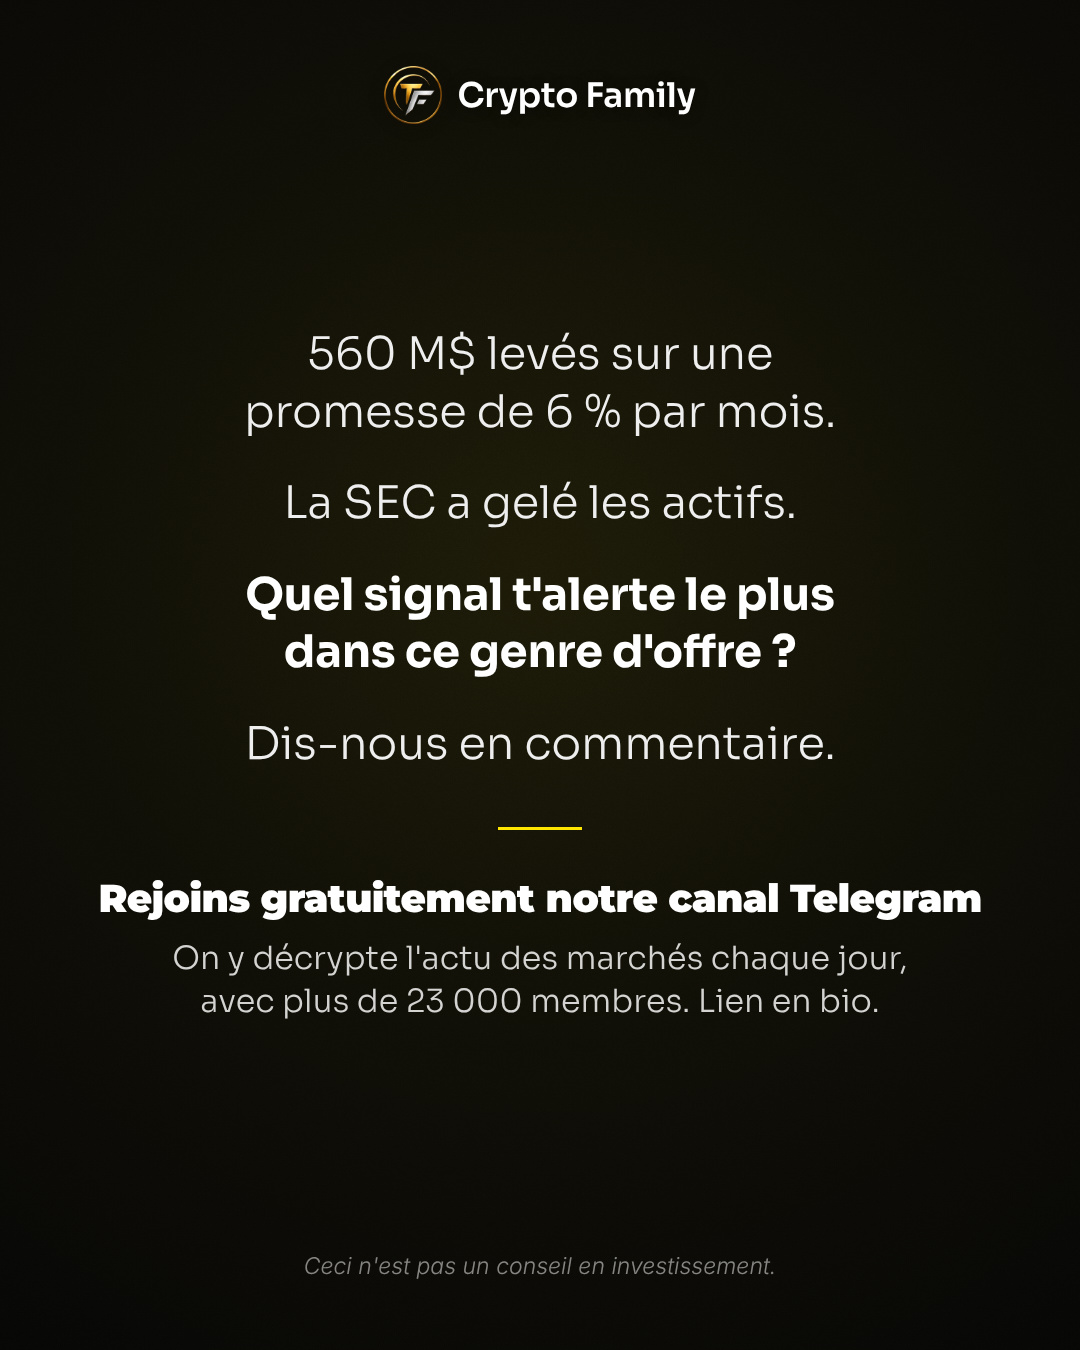 TF Crypto Family
560 M$ levés sur une
promesse de 6 % par mois.
La SEC a gelé les actifs.
Quel signal t'alerte le plus
dans ce genre d'offre ?
Dis-nous en commentaire.
Rejoins gratuitement notre canal Telegram
On y décrypte l'actu des marchés chaque jour,
avec plus de 23 000 membres. Lien en bio.
Ceci n'est pas un conseil en investissement.